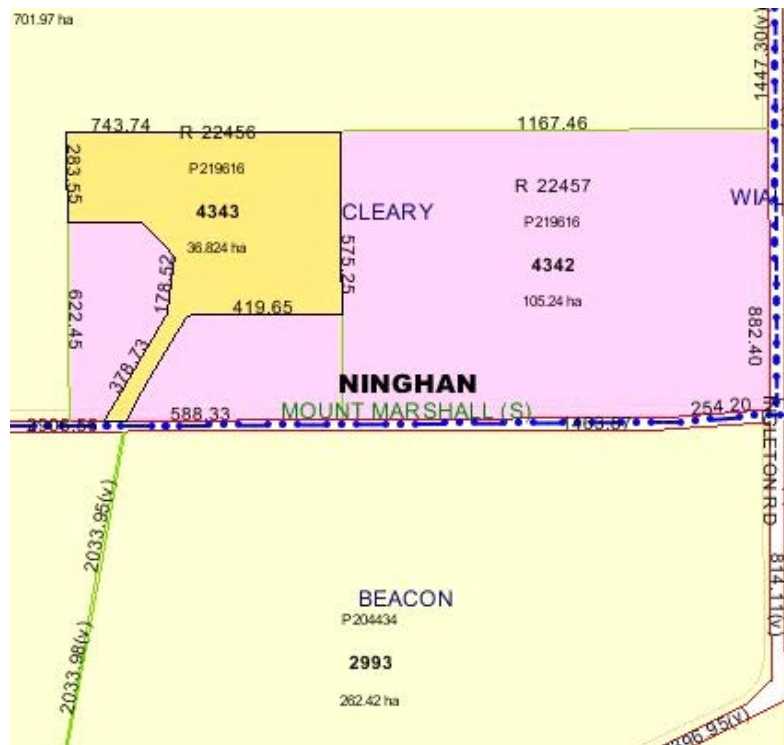 701.97 ha
1447.30(v)
743.74
R 22456
1167.46
283.55
P219616
R 22457
4343
CLEARY
P219616
36.824 ha
575.25
4342
178.52
105.24 ha
622.45
419.65
882.40
378.73
NINGHAN
588.33
MOUNT MARSHALL (S)
254.20
2033.95(v)
814.11(v)
BEACON
P204434
2993
2033.98(v)
262.42 ha